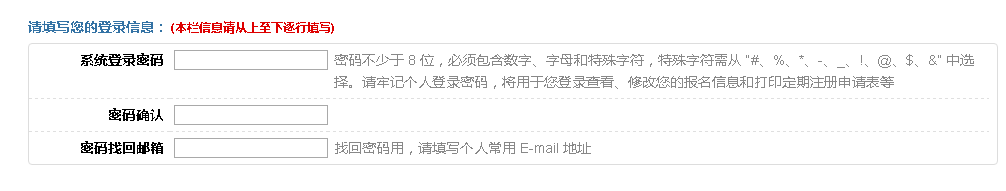 请填写您的登录信息：(本栏信息请从上至下逐行填写)
系统登录密码 密码不少于 8 位，必须包含数字、字母和特殊字符，特殊字符需从 "#、%、*、-、_、!、@、$、&" 中选
择。请牢记个人登录密码，将用于您登录查看、修改您的报名信息和打印定期注册申请表等
密码确认
密码找回邮箱 找回密码用，请填写个人常用 E-mail 地址